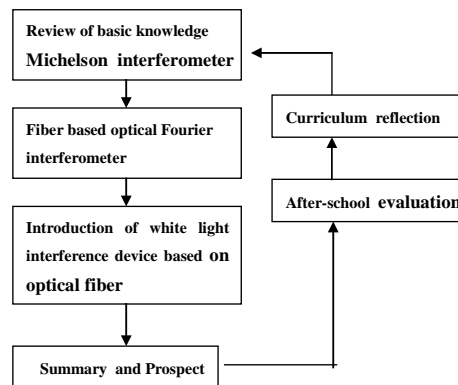 Review of basic knowledge
Michelson interferometer
Fiber based optical Fourier
interferometer
Introduction of white light
interference device based on
optical fiber
Summary and Prospect
Curriculum reflection
After-school evaluation